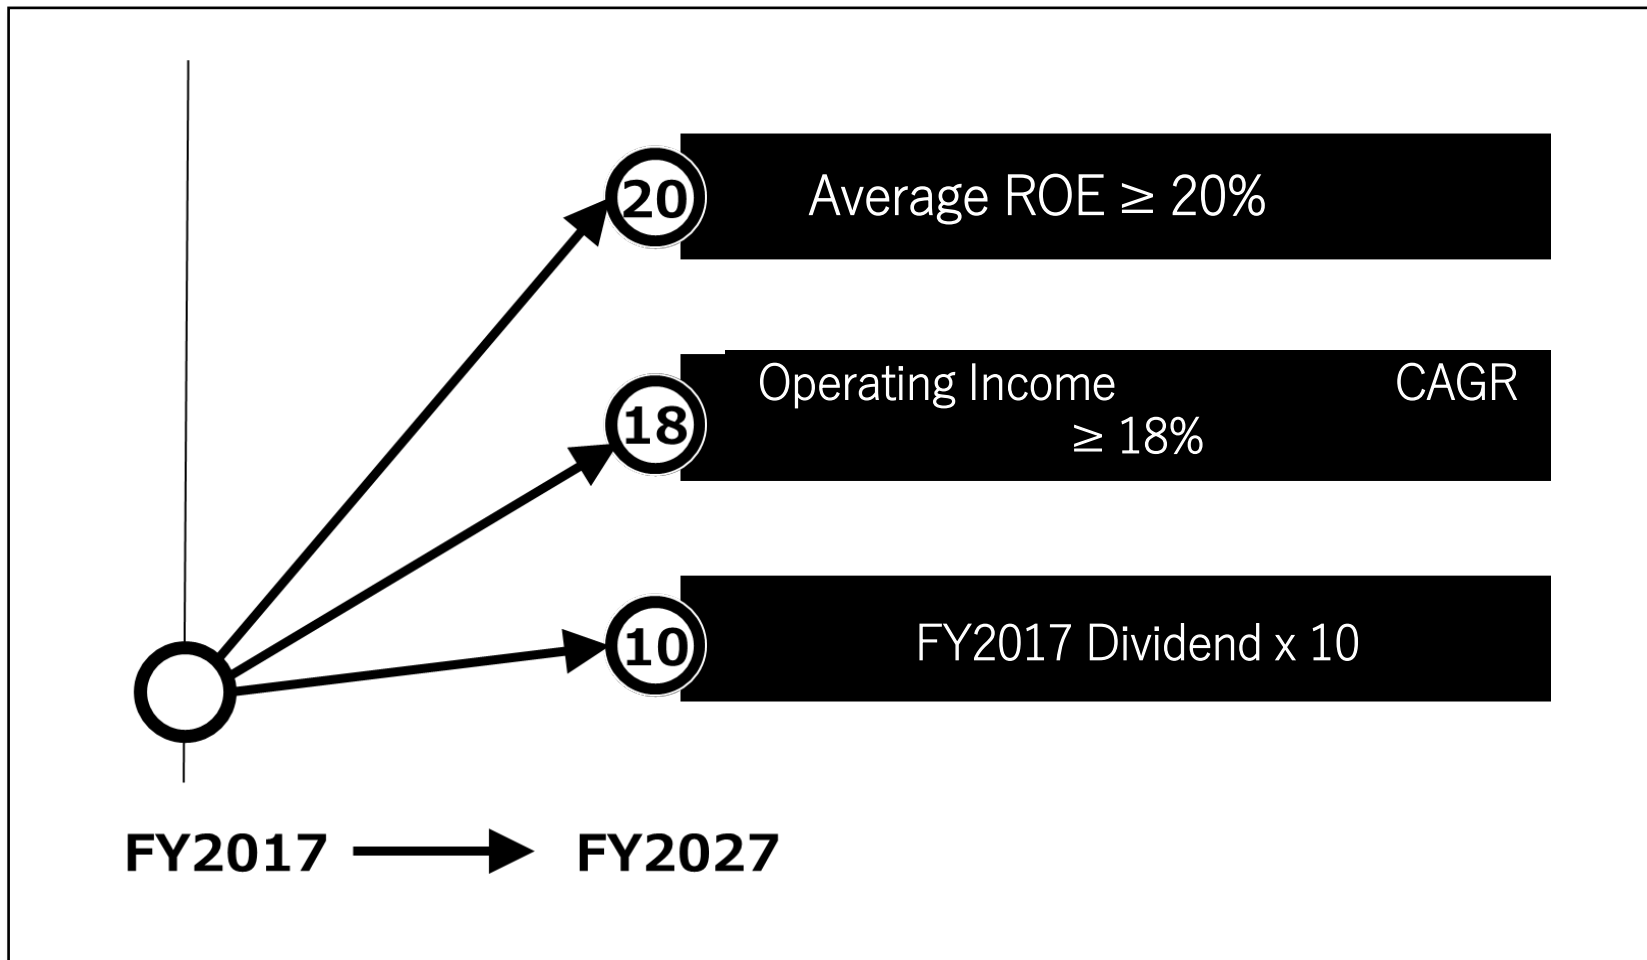 20 Average ROE ≥ 20%
18 Operating Income CAGR
≥ 18%
10 FY2017 Dividend x 10
FY2017 FY2027